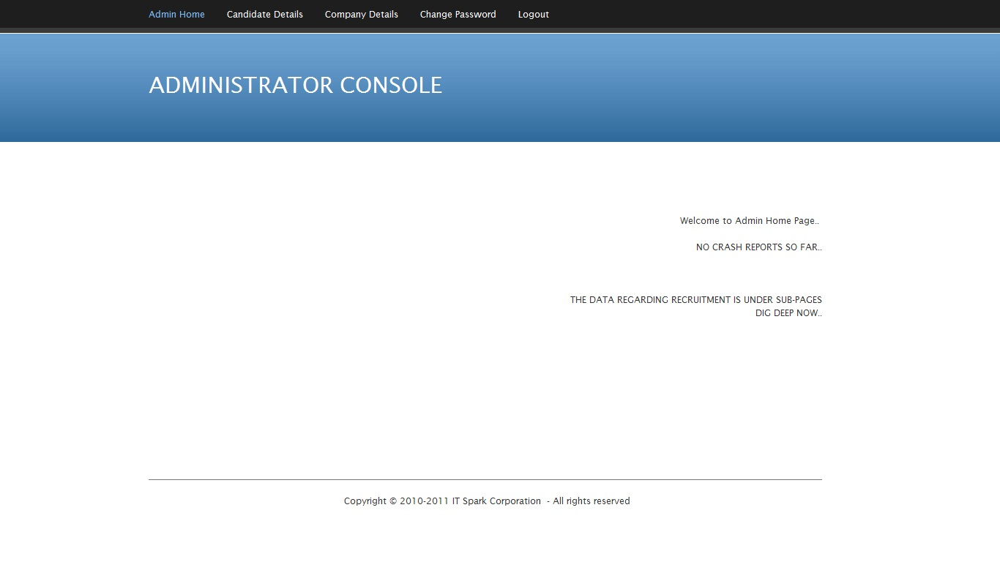 Admin Home Candidate Details Company Details Change Password Logout
ADMINISTRATOR CONSOLE
Welcome to Admin Home Page..
NO CRASH REPORTS SO FAR..
THE DATA REGARDING RECRUITMENT IS UNDER SUB-PAGES
DIG DEEP NOW..
Copyright © 2010-2011 IT Spark Corporation - All rights reserved